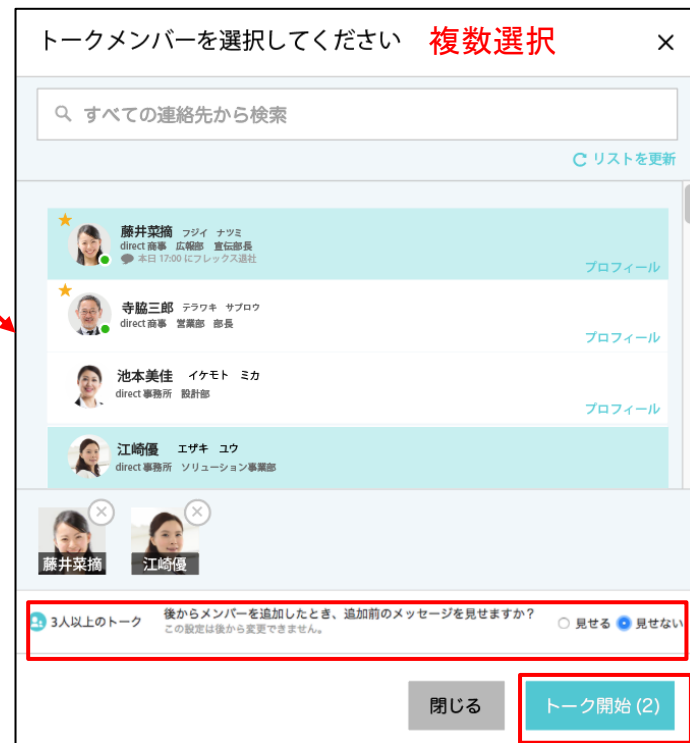 トークメンバーを選択してください 複数選択 ×
すべての連絡先から検索
リストを更新
藤井菜摘 フジイ ナツミ
direct 商事 広報部 宣伝部長
本日 17:00 にフレックス退社
プロフィール
寺脇三郎 テラワキ サブロウ
direct 商事 営業部 部長
プロフィール
池本美佳 イケモト ミカ
direct 事務所 設計部
プロフィール
江崎優 エザキ ユウ
direct 事務所 ソリューション事業部
藤井菜摘 江崎優
3人以上のトーク 後からメンバーを追加したとき、追加前のメッセージを見せますか? 見せる 見せない
この設定は後から変更できません。
閉じる トーク開始 (2)